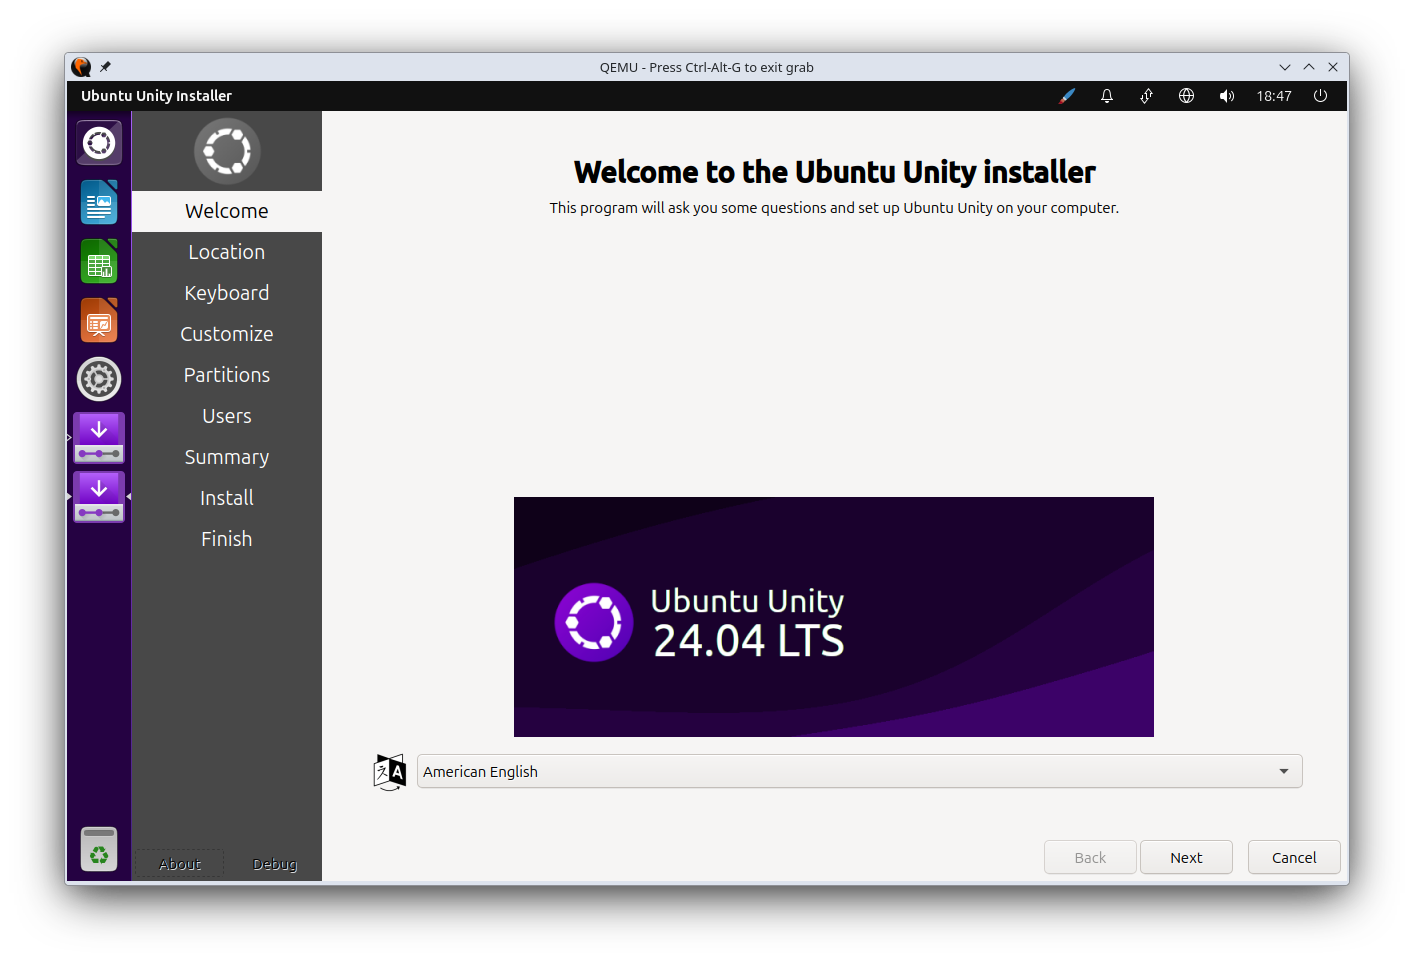 QEMU - Press Ctrl-Alt-G to exit grab
Ubuntu Unity Installer
18:47
Welcome
Location
Keyboard
Customize
Partitions
Users
Summary
Install
Finish
About
Debug
Welcome to the Ubuntu Unity installer
This program will ask you some questions and set up Ubuntu Unity on your computer.
Ubuntu Unity
24.04 LTS
American English
Back
Next
Cancel